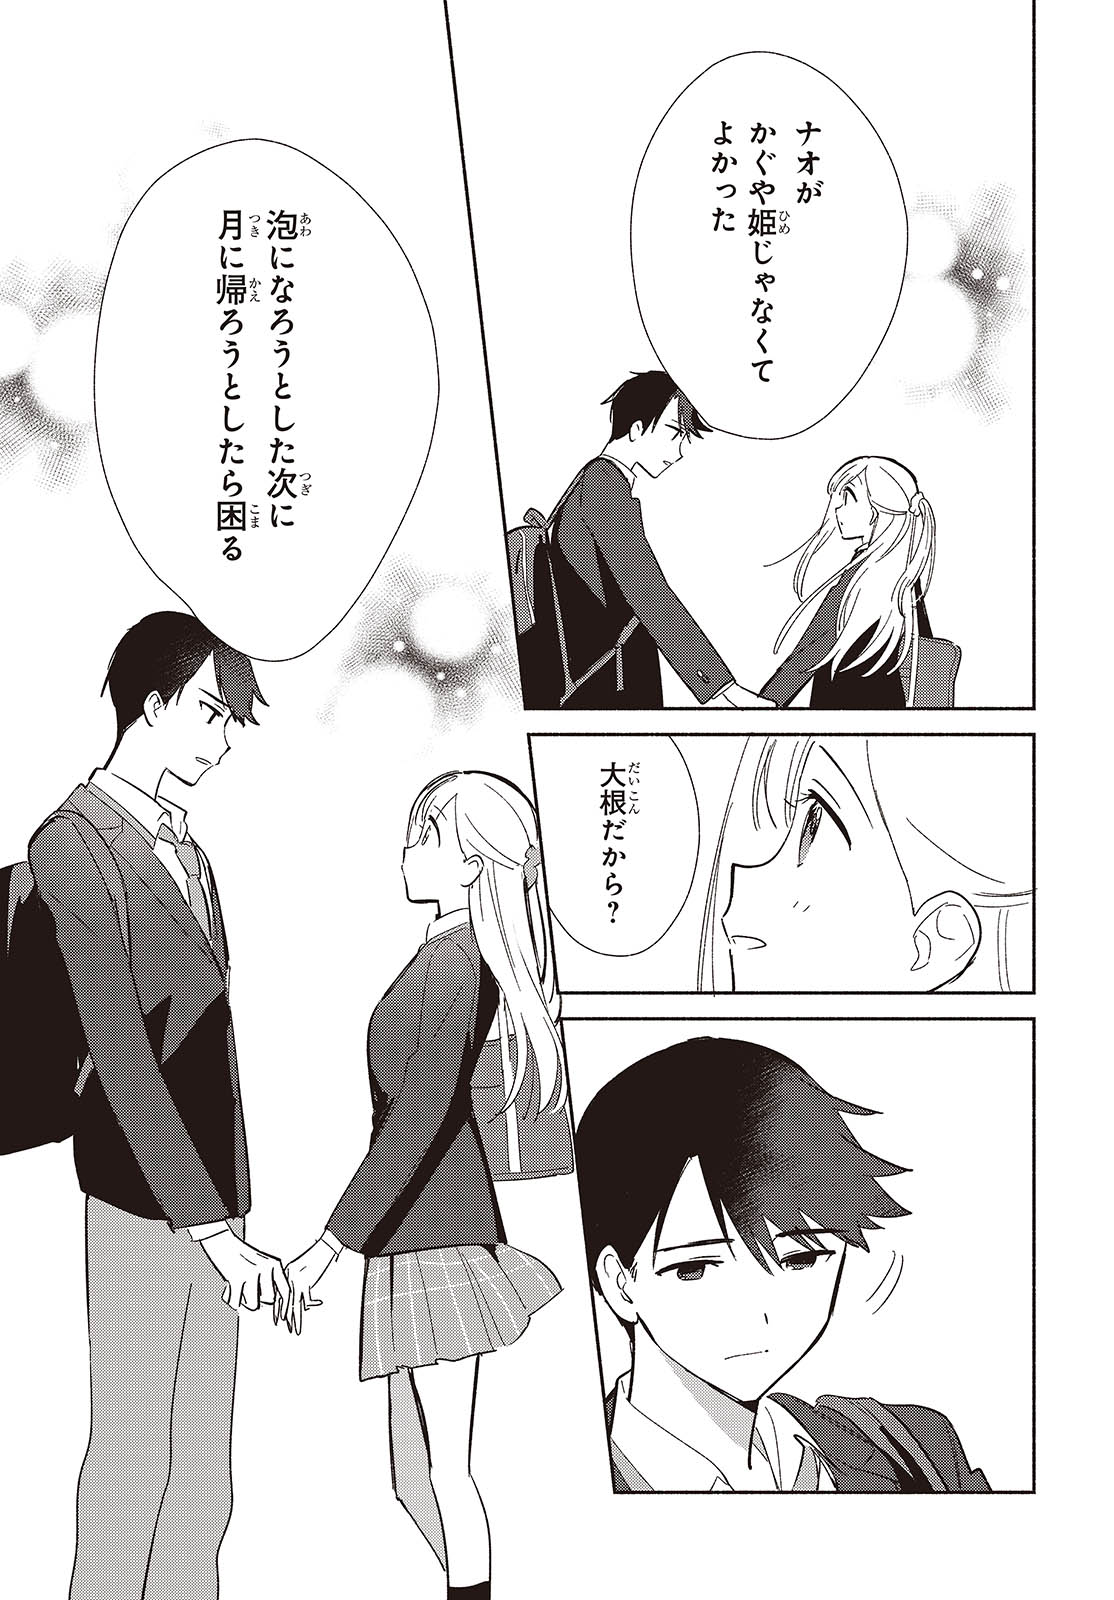 ナオが
かぐや姫じゃなくて
よかった
大根だから?
泡になろうとした次に
月に帰ろうとしたら困る